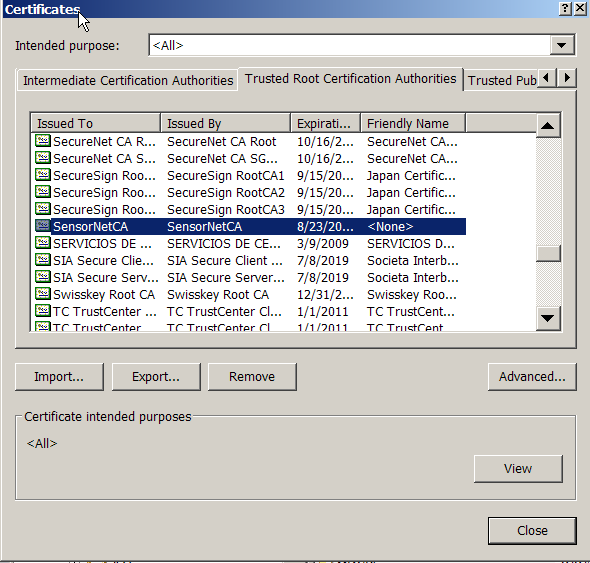 Certificates
Intended purpose: <All>
Intermediate Certification Authorities Trusted Root Certification Authorities Trusted Pub
Issued To Issued By Expirati... Friendly Name
SecureNet CA R... SecureNet CA Root 10/16/2... SecureNet CA...
SecureNet CA S... SecureNet CA SG... 10/16/2... SecureNet CA...
SecureSign Roo... SecureSign RootCA1 9/15/20... Japan Certific...
SecureSign Roo... SecureSign RootCA2 9/15/20... Japan Certific...
SecureSign Roo... SecureSign RootCA3 9/15/20... Japan Certific...
SensorNetCA SensorNetCA 8/23/20... <None>
SERVICIOS DE ... SERVICIOS DE CE... 3/9/2009 SERVICIOS D...
SIA Secure Clie... SIA Secure Client ... 7/8/2019 Societa Interb...
SIA Secure Serv... SIA Secure Server... 7/8/2019 Societa Interb...
Swisskey Root CA Swisskey Root CA 12/31/2... Swisskey Roo...
TC TrustCenter ... TC TrustCenter Cl... 1/1/2011 TC TrustCent...
TC TrustCenter ... TC TrustCenter Cl... 1/1/2011 TC TrustCent...
Import... Export... Remove Advanced...
Certificate intended purposes
<All>
View
Close